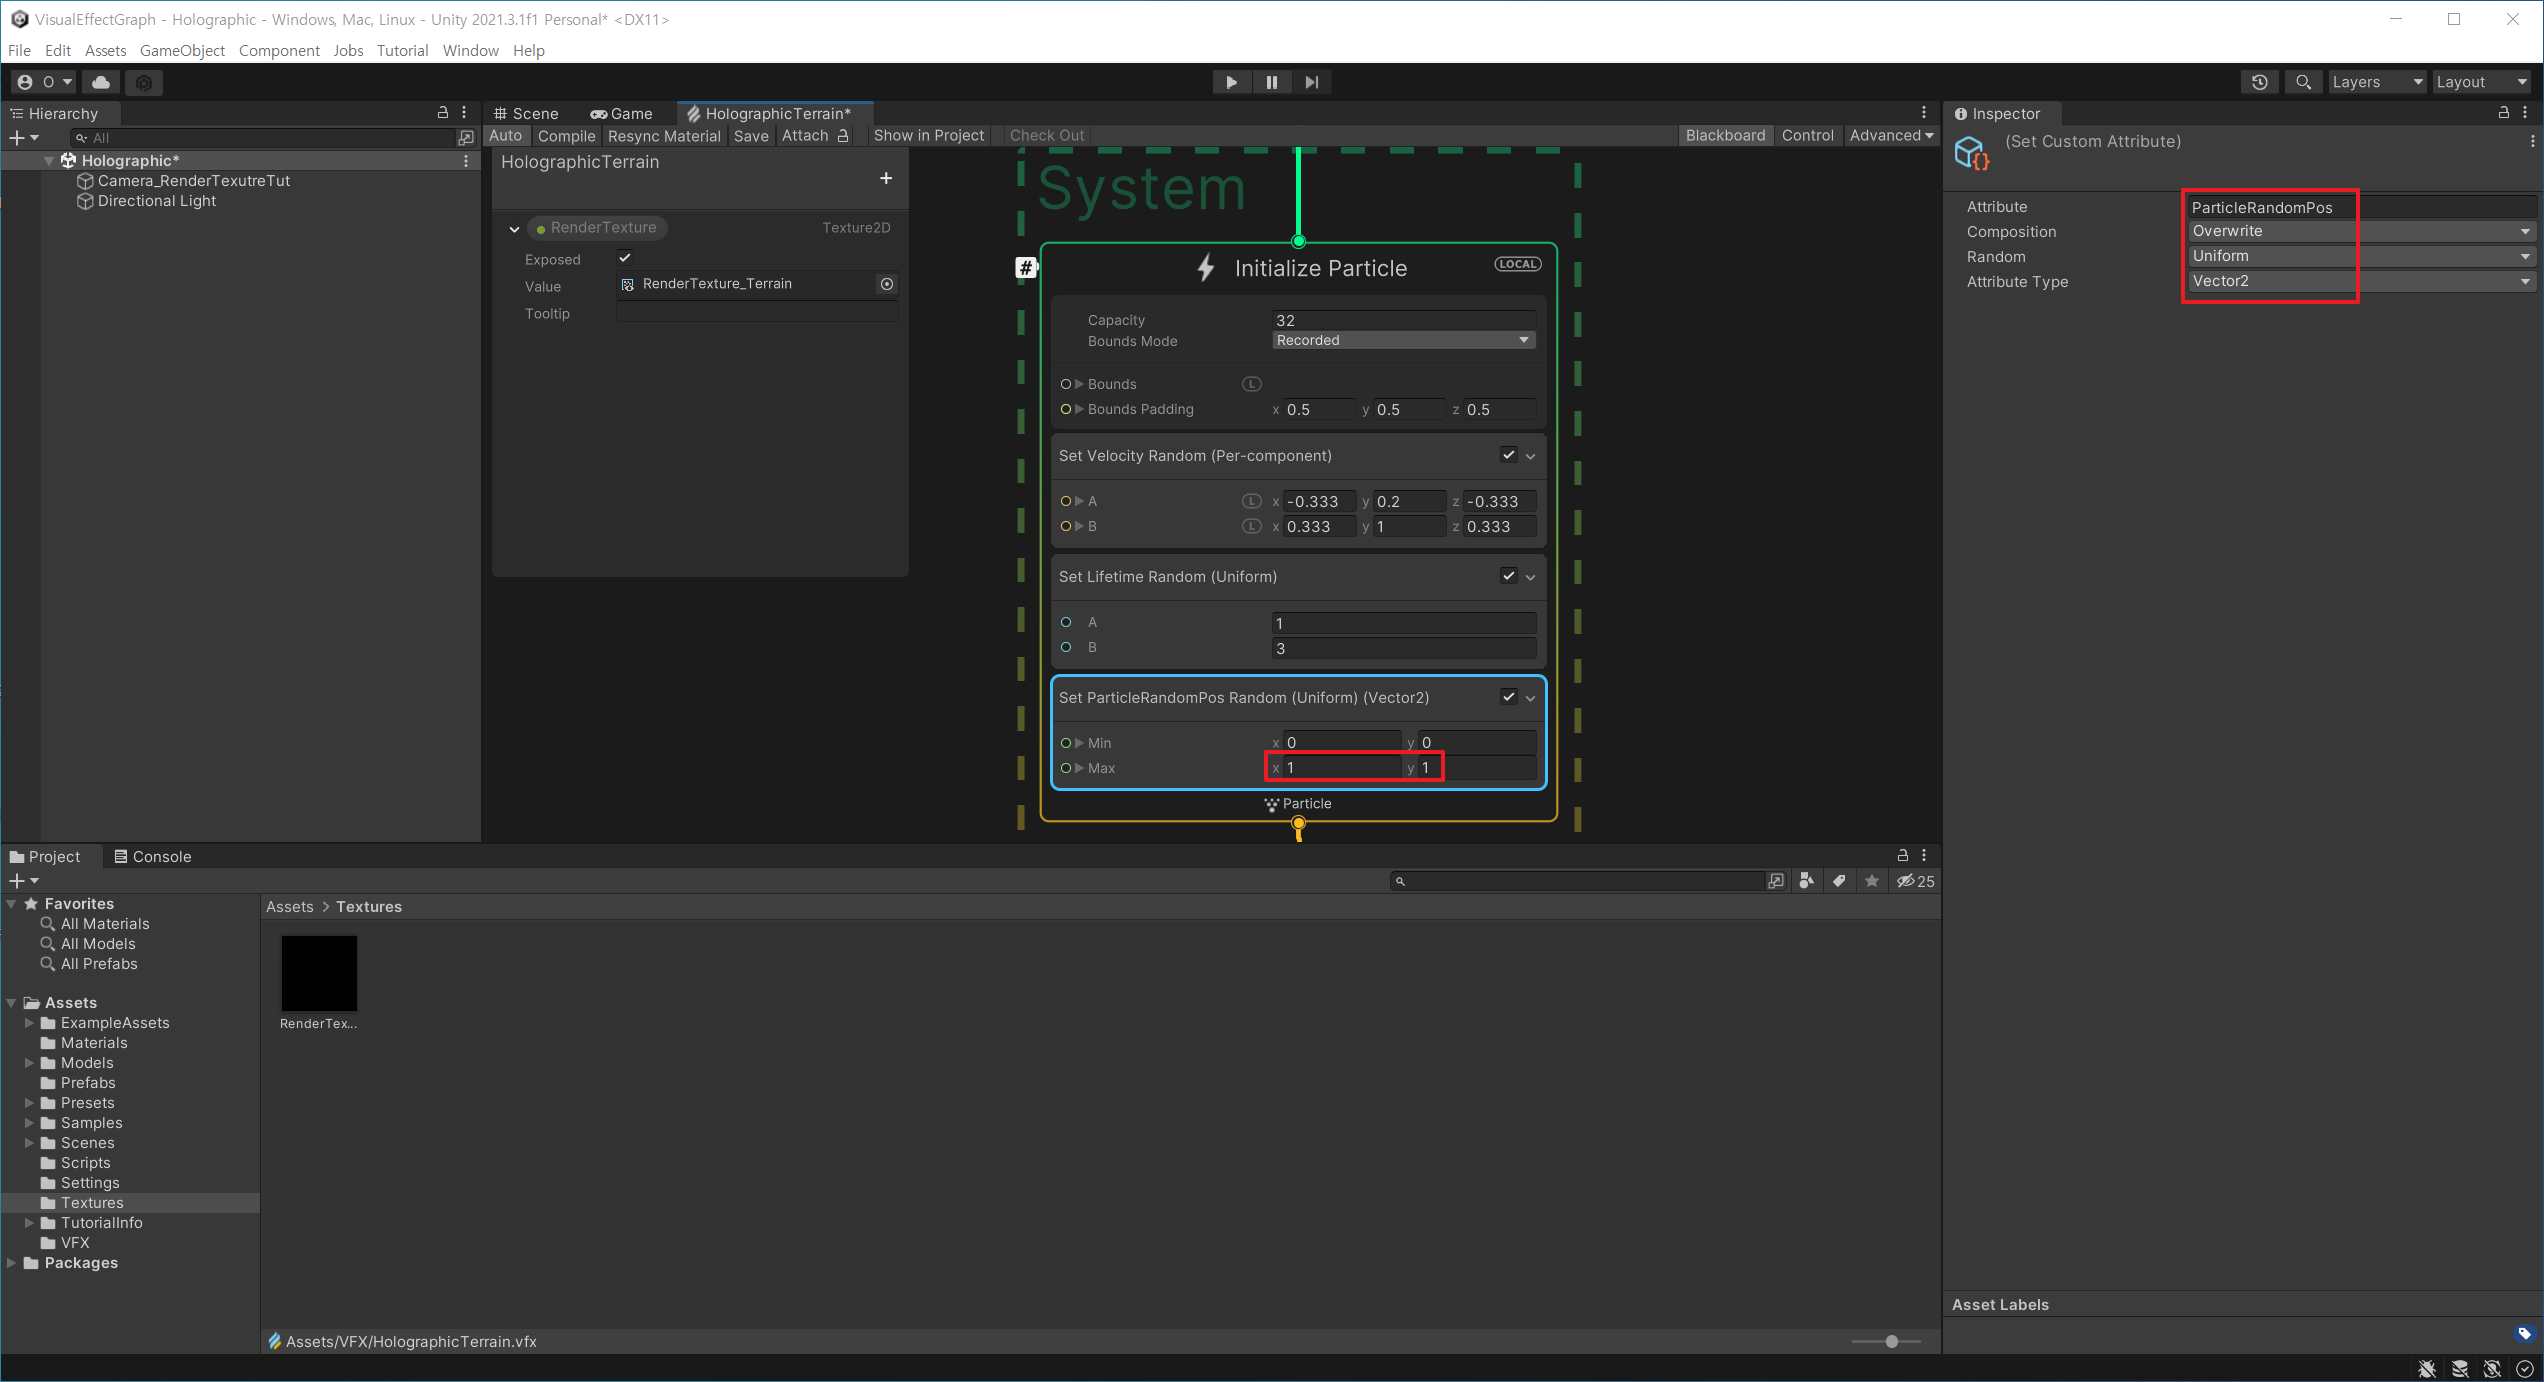 VisualEffectGraph - Holographic - Windows, Mac, Linux - Unity 2021.3.1f1 Personal* <DX11>
File Edit Assets GameObject Component Jobs Tutorial Window Help
O Layers Layout
Hierarchy
All
Holographic*
Camera_RenderTexutreTut
Directional Light
Scene Game HolographicTerrain*
Auto Compile Resync Material Save Attach Show in Project Check Out Blackboard Control Advanced
HolographicTerrain
+
RenderTexture Texture2D
Exposed
Value RenderTexture_Terrain
Tooltip
System
# Initialize Particle LOCAL
Capacity 32
Bounds Mode Recorded
Bounds L
Bounds Padding x 0.5 y 0.5 z 0.5
Set Velocity Random (Per-component)
A L x -0.333 y 0.2 z -0.333
B L x 0.333 y 1 z 0.333
Set Lifetime Random (Uniform)
A 1
B 3
Set ParticleRandomPos Random (Uniform) (Vector2)
Min x 0 y 0
Max x 1 y 1
Particle
Inspector
(Set Custom Attribute)
Attribute ParticleRandomPos
Composition Overwrite
Random Uniform
Attribute Type Vector2
Asset Labels
Project Console
25
Favorites
All Materials
All Models
All Prefabs
Assets
ExampleAssets
Materials
Models
Prefabs
Presets
Samples
Scenes
Scripts
Settings
Textures
TutorialInfo
VFX
Packages
Assets > Textures
RenderTex...
Assets/VFX/HolographicTerrain.vfx